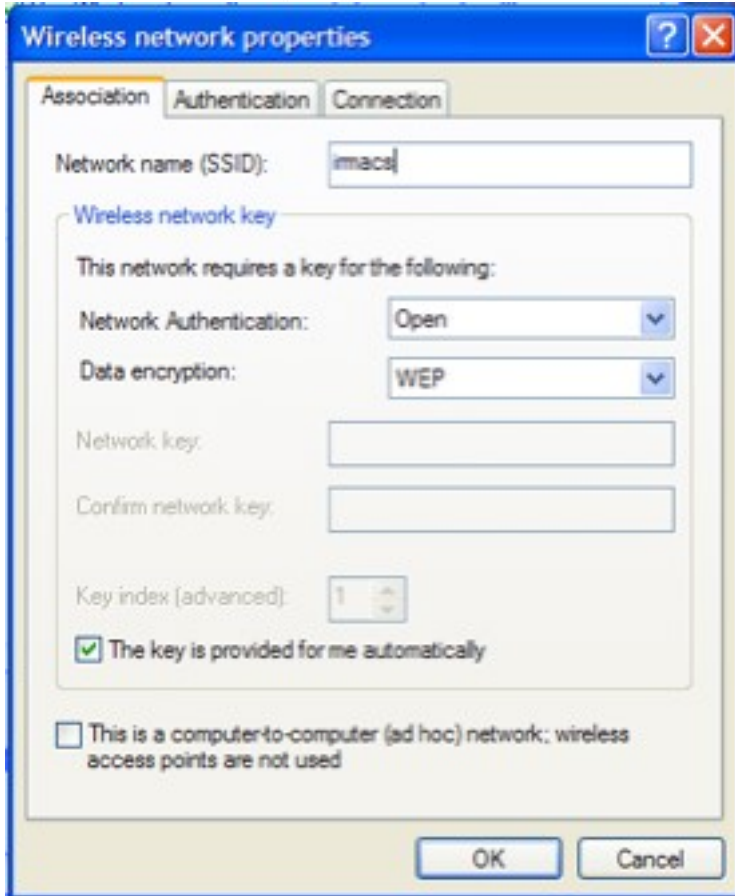 Wireless network properties
Association Authentication Connection
Network name (SSID): irmacs
Wireless network key
This network requires a key for the following:
Network Authentication: Open
Data encryption: WEP
Network key:
Confirm network key:
Key index (advanced): 1
The key is provided for me automatically
This is a computer-to-computer (ad hoc) network; wireless
access points are not used
OK Cancel